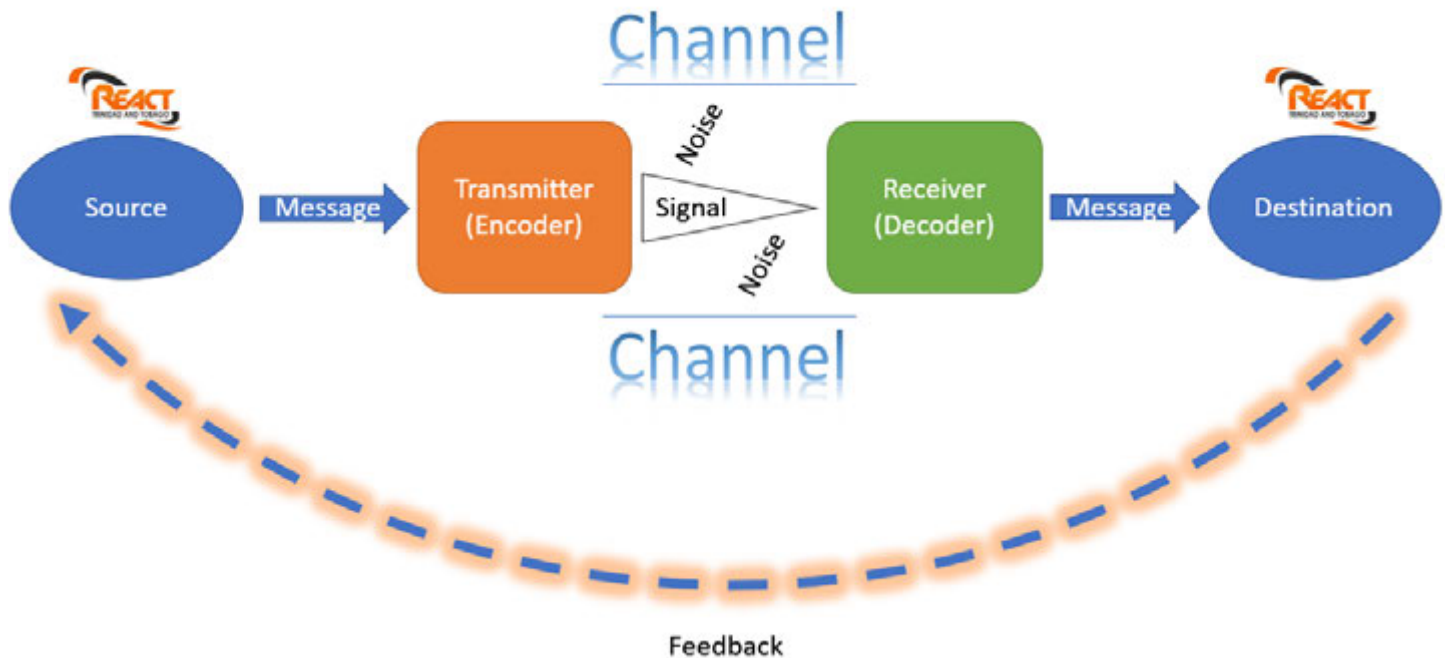 Channel
REACT
TRINIDAD AND TOBAGO
REACT
TRINIDAD AND TOBAGO
Noise
Source
Message
Transmitter
(Encoder)
Signal
Receiver
(Decoder)
Message
Destination
Noise
Channel
Feedback